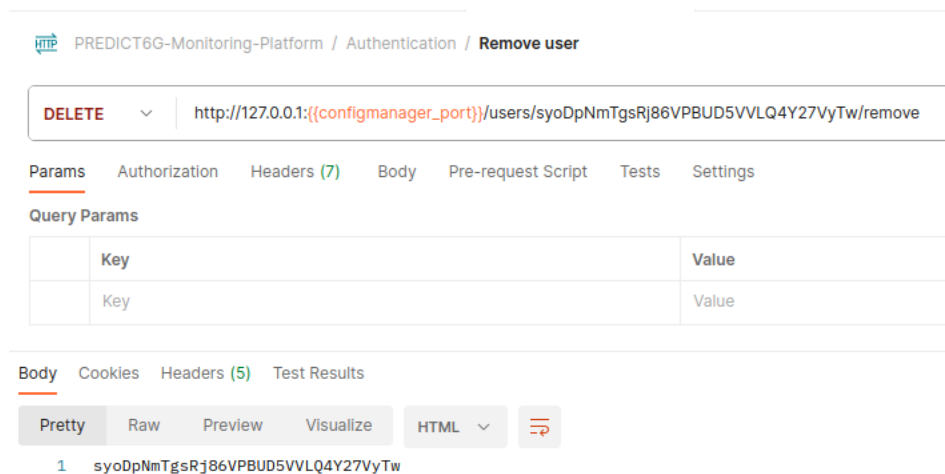 HTTP PREDICT6G-Monitoring-Platform / Authentication / Remove user
DELETE http://127.0.0.1:{{configmanager_port}}/users/syoDpNmTgsRj86VPBUD5VVLQ4Y27VyTw/remove
Params Authorization Headers (7) Body Pre-request Script Tests Settings
Query Params
Key Value
Key Value
Body Cookies Headers (5) Test Results
Pretty Raw Preview Visualize HTML
1 syoDpNmTgsRj86VPBUD5VVLQ4Y27VyTw